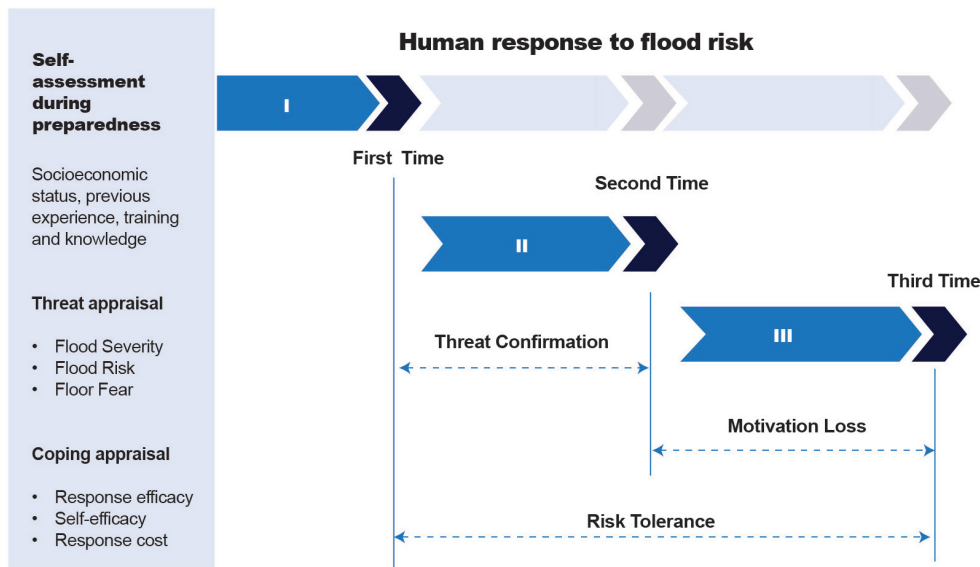 Self-
assessment
during
preparedness
Socioeconomic
status, previous
experience, training
and knowledge
Threat appraisal
• Flood Severity
• Flood Risk
• Floor Fear
Coping appraisal
• Response efficacy
• Self-efficacy
• Response cost
Human response to flood risk
I
First Time
Second Time
II
Third Time
III
Threat Confirmation
Motivation Loss
Risk Tolerance